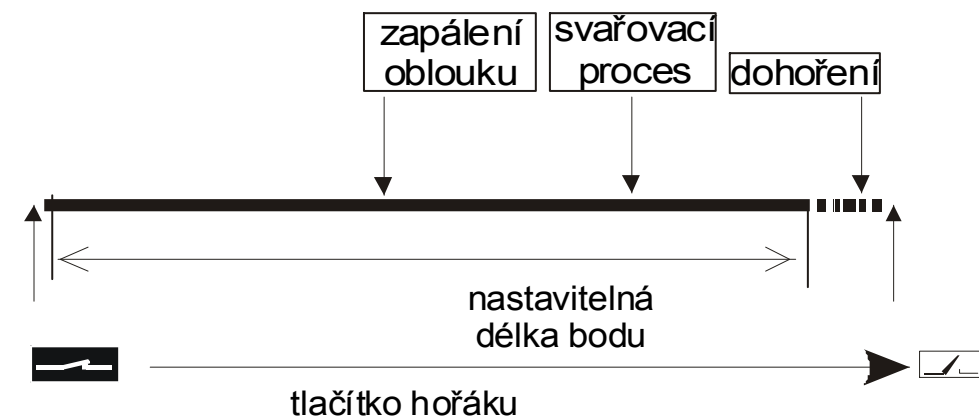 zapálení
oblouku
svařovací
proces
dohoření
nastavitelná
délka bodu
tlačítko hořáku